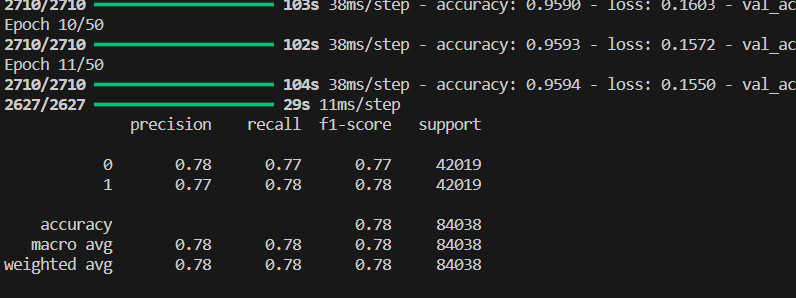 2710/2710 ━━━━━━━━━━━━━━━━━━━━ 103s 38ms/step - accuracy: 0.9590 - loss: 0.1603 - val_ac
Epoch 10/50
2710/2710 ━━━━━━━━━━━━━━━━━━━━ 102s 38ms/step - accuracy: 0.9593 - loss: 0.1572 - val_ac
Epoch 11/50
2710/2710 ━━━━━━━━━━━━━━━━━━━━ 104s 38ms/step - accuracy: 0.9594 - loss: 0.1550 - val_ac
2627/2627 ━━━━━━━━━━━━━━━━━━━━ 29s 11ms/step
precision recall f1-score support
0 0.78 0.77 0.77 42019
1 0.77 0.78 0.78 42019
accuracy 0.78 84038
macro avg 0.78 0.78 0.78 84038
weighted avg 0.78 0.78 0.78 84038